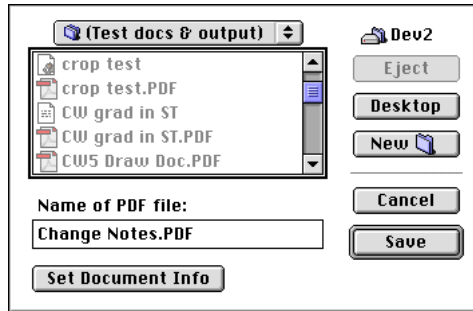 (Test docs & output)
Dev2
crop test
crop test.PDF
CW grad in ST
CW grad in ST.PDF
CW5 Draw Doc.PDF
Eject
Desktop
New
Name of PDF file:
Change Notes.PDF
Cancel
Save
Set Document Info